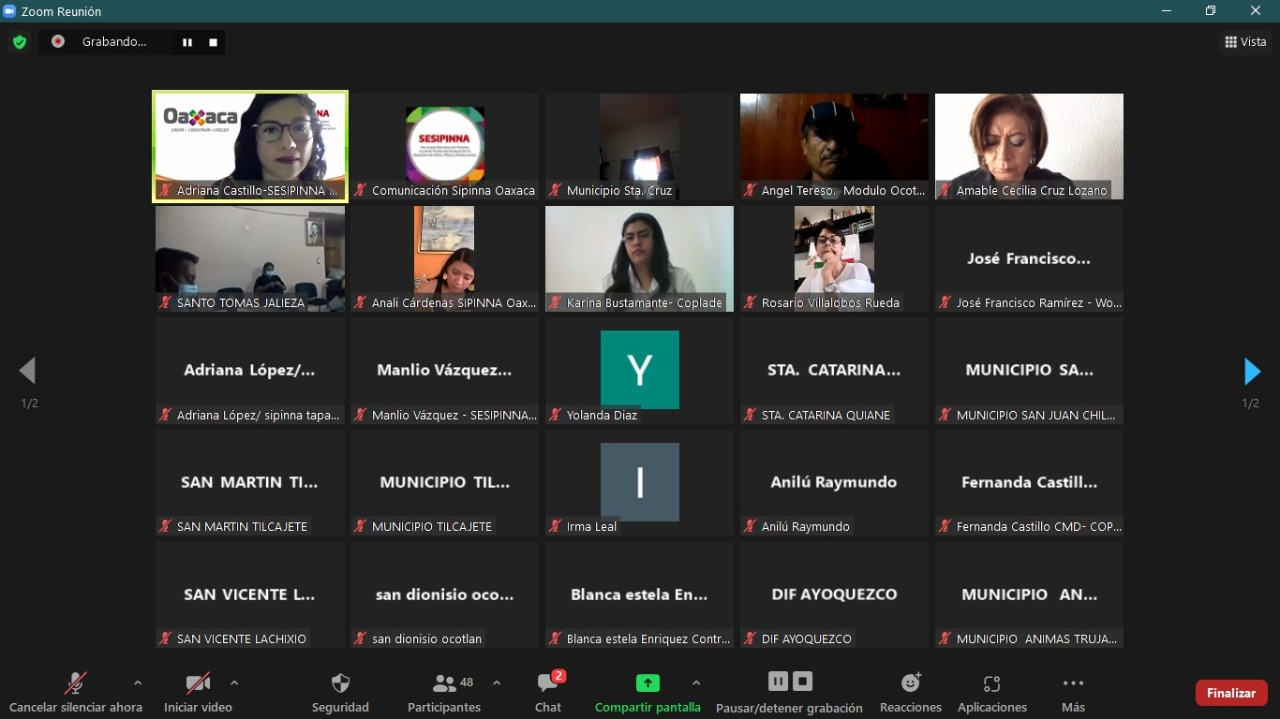 Zoom Reunión
Grabando...
Vista
Oaxaca
CREAR • CONSTRUIR • CRECER
NA
Adriana Castillo-SESIPINNA ...
SESIPINNA
Comunicación Sipinna Oaxaca
Municipio Sta. Cruz
Angel Tereso. Modulo Ocot...
Amable Cecilia Cruz Lozano
SANTO TOMAS JALIEZA
Anali Cárdenas SIPINNA Oax...
Karina Bustamante- Coplade
Rosario Villalobos Rueda
José Francisco...
José Francisco Ramírez - Wo...
Adriana López/...
Adriana López/ sipinna tapa...
Manlio Vázquez...
Manlio Vázquez - SESIPINNA...
Y
Yolanda Diaz
STA. CATARINA...
STA. CATARINA QUIANE
MUNICIPIO SA...
MUNICIPIO SAN JUAN CHIL...
1/2
1/2
SAN MARTIN TI...
SAN MARTIN TILCAJETE
MUNICIPIO TIL...
MUNICIPIO TILCAJETE
I
Irma Leal
Anilú Raymundo
Anilú Raymundo
Fernanda Castill...
Fernanda Castillo CMD- COP...
SAN VICENTE L...
SAN VICENTE LACHIXIO
san dionisio oco...
san dionisio ocotlan
Blanca estela En...
Blanca estela Enriquez Contr...
DIF AYOQUEZCO
DIF AYOQUEZCO
MUNICIPIO AN...
MUNICIPIO ANIMAS TRUJA...
Cancelar silenciar ahora
Iniciar video
Seguridad
48
Participantes
2
Chat
Compartir pantalla
Pausar/detener grabación
Reacciones
Aplicaciones
Más
Finalizar